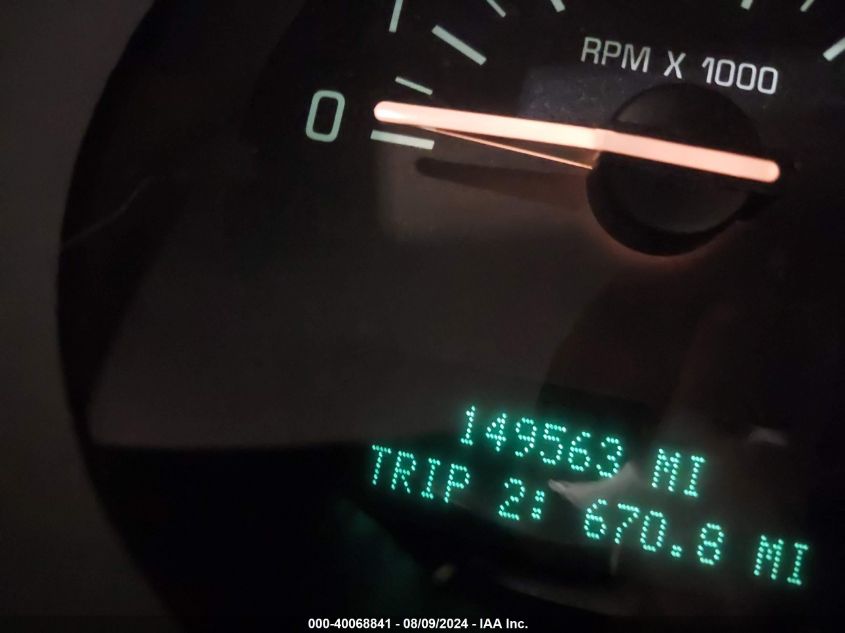 RPM X 1000
0
149563 MI
TRIP 2: 670.8 MI
000-40068841 - 08/09/2024 - IAA Inc.